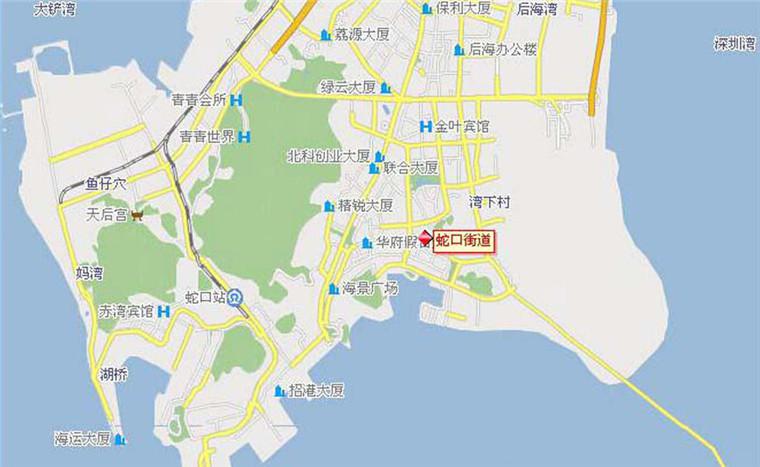 大铲湾
保利大厦
后海湾
荔源大厦
后海办公楼
深圳湾
绿云大厦
青青会所
金叶宾馆
青青世界
北科创业大厦
联合大厦
鱼仔穴
天后宫
精锐大厦
湾下村
华府假日
蛇口街道
妈湾
蛇口站
海景广场
赤湾宾馆
湖桥
招港大厦
海运大厦